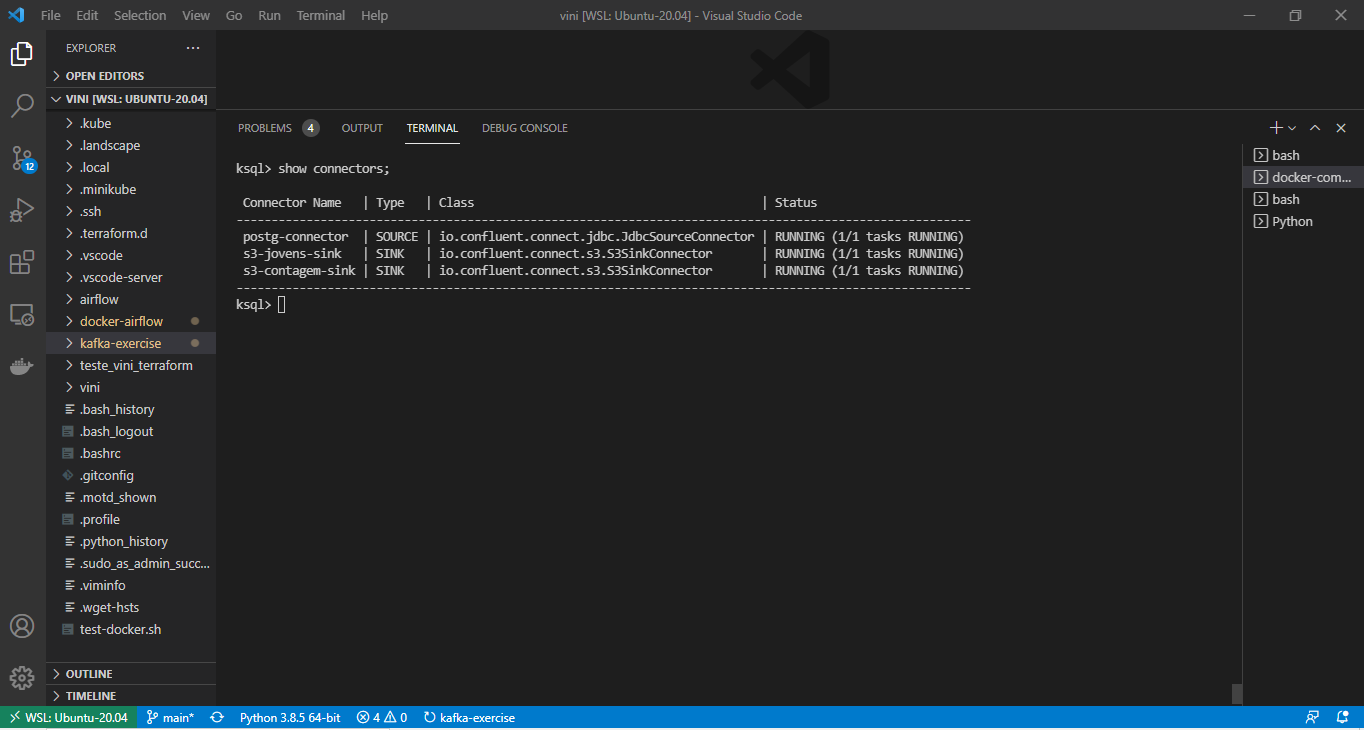 File Edit Selection View Go Run Terminal Help vini [WSL: Ubuntu-20.04] - Visual Studio Code
EXPLORER ...
OPEN EDITORS
VINI [WSL: UBUNTU-20.04]
.kube
.landscape
.local
.minikube
.ssh
.terraform.d
.vscode
.vscode-server
airflow
docker-airflow
kafka-exercise
teste_vini_terraform
vini
.bash_history
.bash_logout
.bashrc
.gitconfig
.motd_shown
.profile
.python_history
.sudo_as_admin_succ...
.viminfo
.wget-hsts
test-docker.sh
OUTLINE
TIMELINE
12
PROBLEMS 4 OUTPUT TERMINAL DEBUG CONSOLE
ksql> show connectors;
Connector Name | Type | Class | Status
---------------------------------------------------------------------------------------------------------
postg-connector | SOURCE | io.confluent.connect.jdbc.JdbcSourceConnector | RUNNING (1/1 tasks RUNNING)
s3-jovens-sink | SINK | io.confluent.connect.s3.S3SinkConnector | RUNNING (1/1 tasks RUNNING)
s3-contagem-sink | SINK | io.confluent.connect.s3.S3SinkConnector | RUNNING (1/1 tasks RUNNING)
---------------------------------------------------------------------------------------------------------
ksql>
bash
docker-com...
bash
Python
WSL: Ubuntu-20.04 main* Python 3.8.5 64-bit 4 0 kafka-exercise